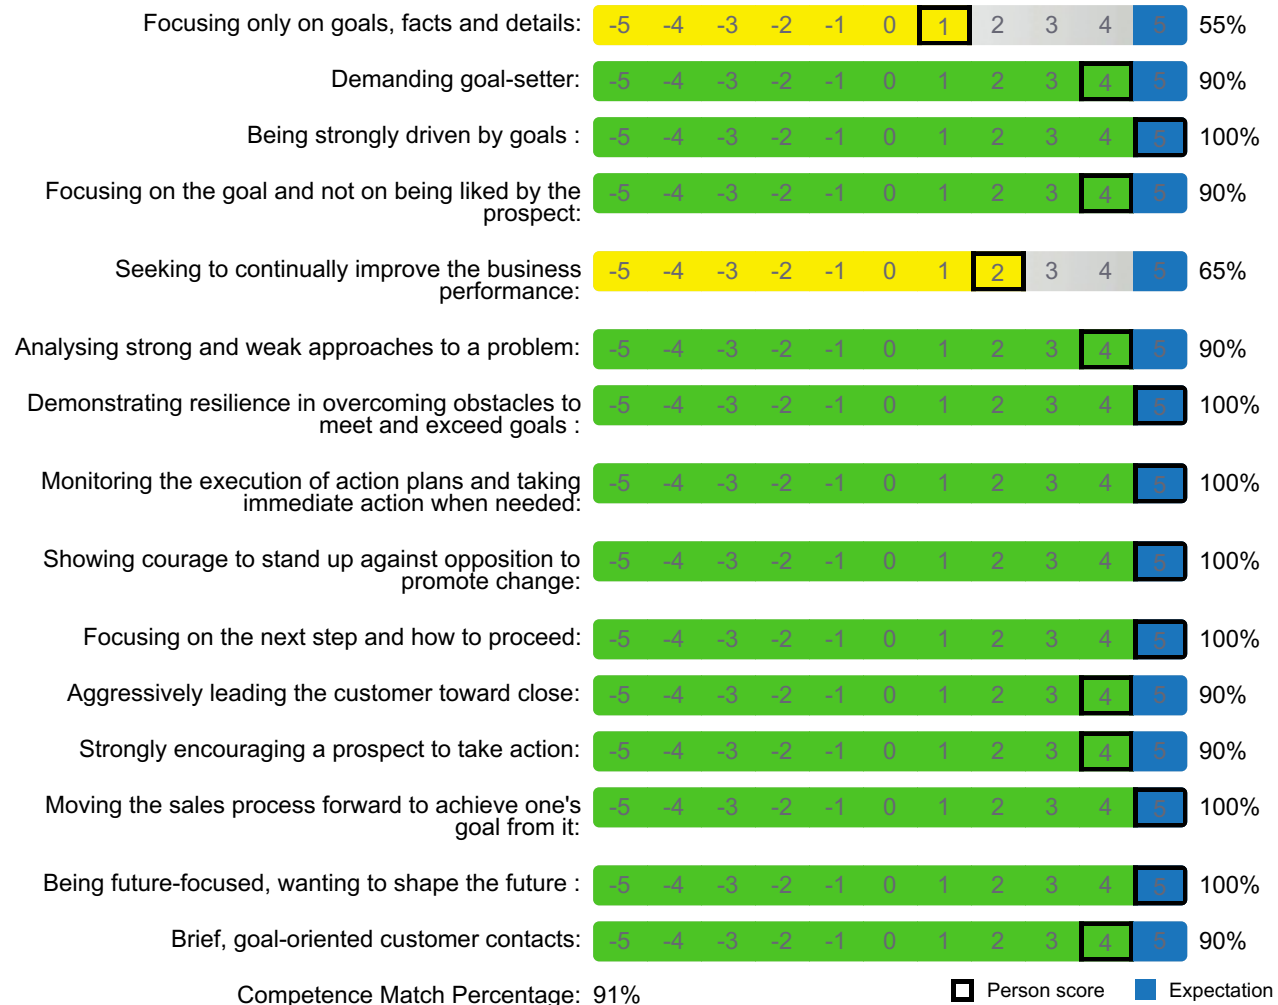 Focusing only on goals, facts and details: -5 -4 -3 -2 -1 0 1 2 3 4 5 55%
Demanding goal-setter: -5 -4 -3 -2 -1 0 1 2 3 4 5 90%
Being strongly driven by goals : -5 -4 -3 -2 -1 0 1 2 3 4 5 100%
Focusing on the goal and not on being liked by the
prospect: -5 -4 -3 -2 -1 0 1 2 3 4 5 90%
Seeking to continually improve the business
performance: -5 -4 -3 -2 -1 0 1 2 3 4 5 65%
Analysing strong and weak approaches to a problem: -5 -4 -3 -2 -1 0 1 2 3 4 5 90%
Demonstrating resilience in overcoming obstacles to
meet and exceed goals : -5 -4 -3 -2 -1 0 1 2 3 4 5 100%
Monitoring the execution of action plans and taking
immediate action when needed: -5 -4 -3 -2 -1 0 1 2 3 4 5 100%
Showing courage to stand up against opposition to
promote change: -5 -4 -3 -2 -1 0 1 2 3 4 5 100%
Focusing on the next step and how to proceed: -5 -4 -3 -2 -1 0 1 2 3 4 5 100%
Aggressively leading the customer toward close: -5 -4 -3 -2 -1 0 1 2 3 4 5 90%
Strongly encouraging a prospect to take action: -5 -4 -3 -2 -1 0 1 2 3 4 5 90%
Moving the sales process forward to achieve one's
goal from it: -5 -4 -3 -2 -1 0 1 2 3 4 5 100%
Being future-focused, wanting to shape the future : -5 -4 -3 -2 -1 0 1 2 3 4 5 100%
Brief, goal-oriented customer contacts: -5 -4 -3 -2 -1 0 1 2 3 4 5 90%
Competence Match Percentage: 91% Person score Expectation